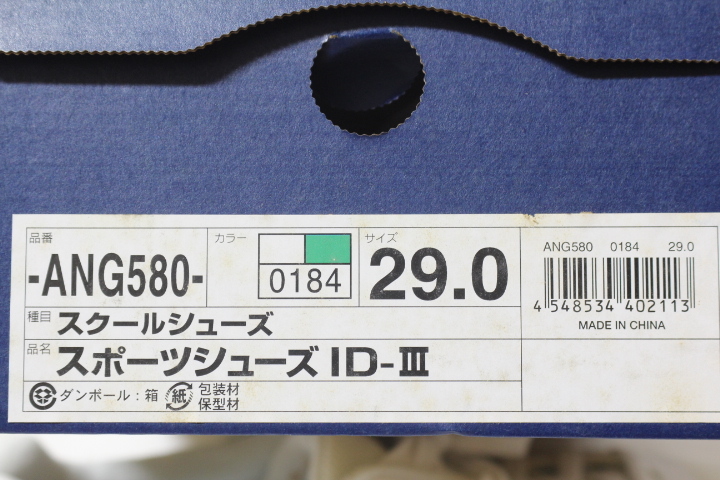 品番
-ANG580-
カラー
0184
サイズ
29.0
ANG580 0184 29.0
4 548534 402113
MADE IN CHINA
種目 スクールシューズ
品名 スポーツシューズ ID-Ⅲ
ダンボール：箱 紙 包装材
保型材